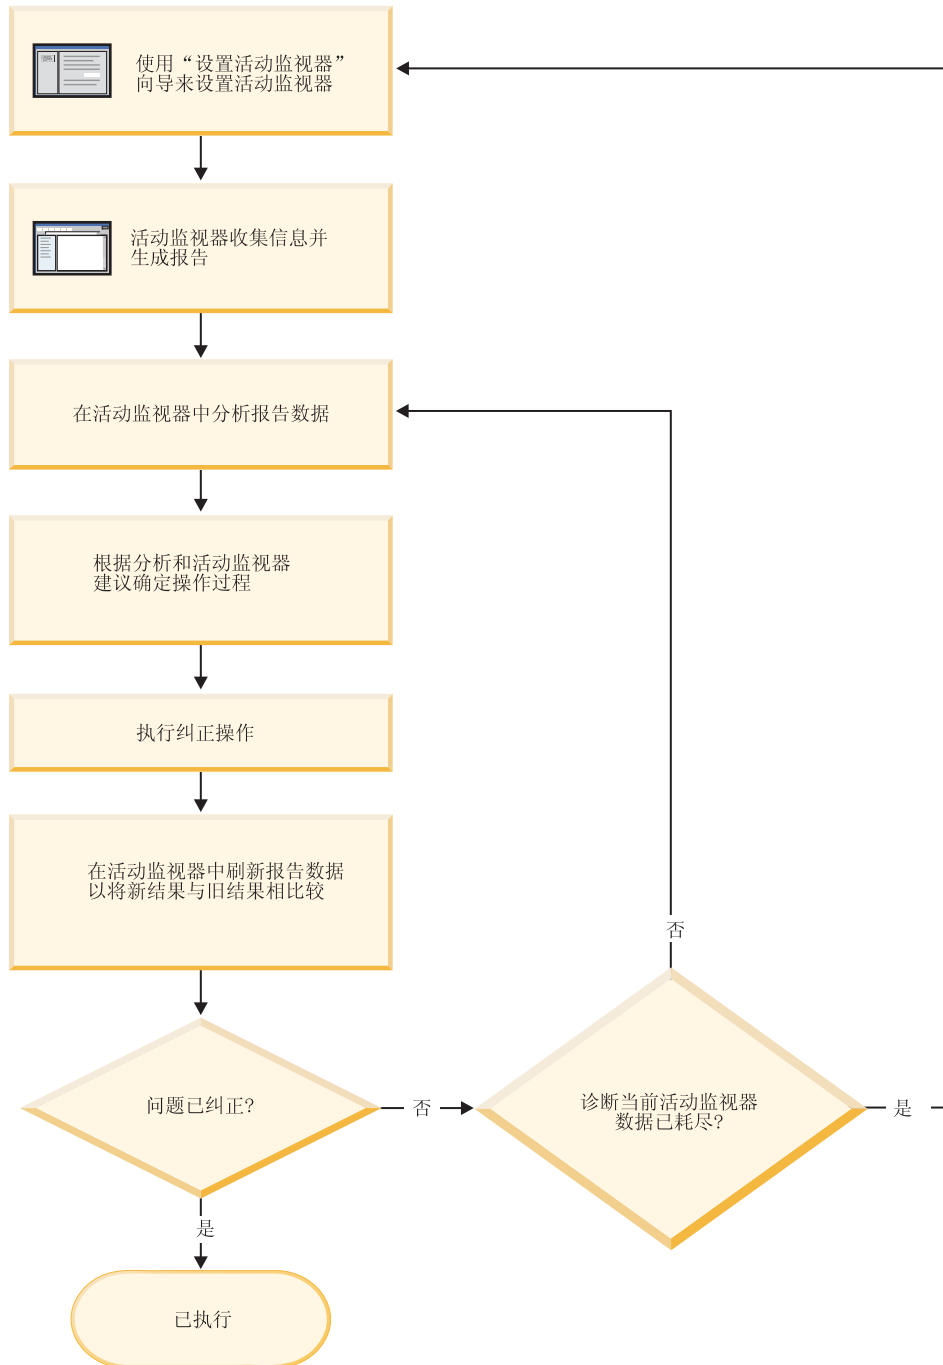 使用“设置活动监视器”
向导来设置活动监视器
活动监视器收集信息并
生成报告
在活动监视器中分析报告数据
根据分析和活动监视器
建议确定操作过程
执行纠正操作
在活动监视器中刷新报告数据
以将新结果与旧结果相比较
否
问题已纠正?
否
诊断当前活动监视器
数据已耗尽?
是
是
已执行